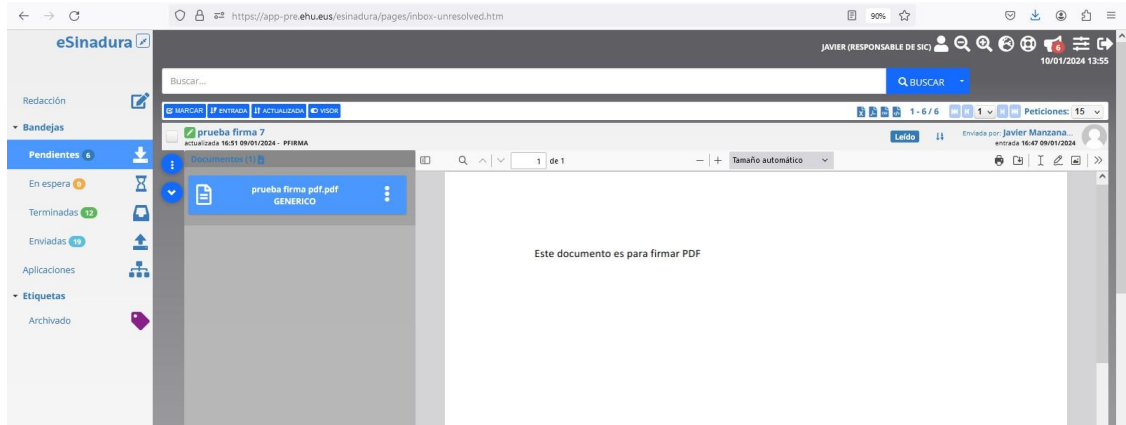 https://app-pre.ehu.eus/esinadura/pages/inbox-unresolved.htm
90%
eSinadura
JAVIER (RESPONSABLE DE SIC)
6
10/01/2024 13:55
Buscar...
BUSCAR
Redacción
Bandejas
Pendientes 6
En espera 0
Terminadas 12
Enviadas 19
Aplicaciones
Etiquetas
Archivado
MARCAR ENTRADA ACTUALIZADA VISOR
1 - 6 / 6 1 Peticiones: 15
prueba firma 7
actualizada 16:51 09/01/2024 - PFIRMA
Leído
Enviada por: Javier Manzana...
entrada 16:47 09/01/2024
Documentos (1)
1 de 1
Tamaño automático
prueba firma pdf.pdf
GENERICO
Este documento es para firmar PDF